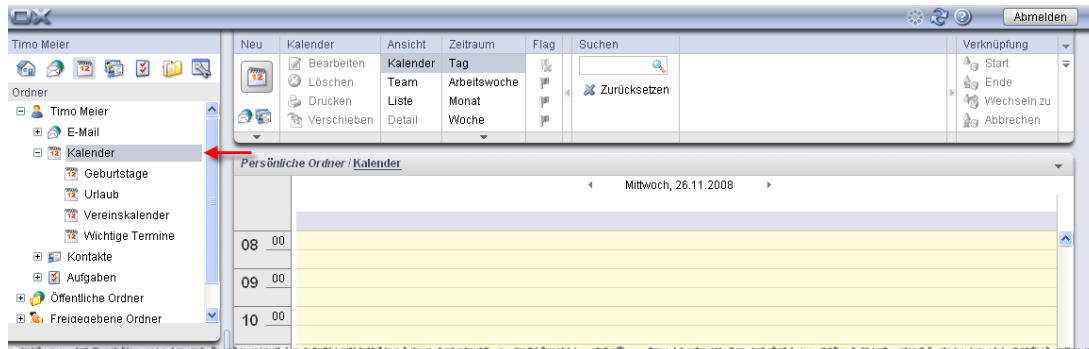 OX Abmelden
Timo Meier
Ordner
Timo Meier
E-Mail
Kalender
Geburtstage
Urlaub
Vereinskalender
Wichtige Termine
Kontakte
Aufgaben
Öffentliche Ordner
Freigegebene Ordner
Neu Kalender Ansicht Zeitraum Flag Suchen Verknüpfung
Bearbeiten Kalender Tag Start
Löschen Team Arbeitswoche Zurücksetzen Ende
Drucken Liste Monat Wechseln zu
Verschieben Detail Woche Abbrechen
Persönliche Ordner / Kalender
Mittwoch, 26.11.2008
08 00
09 00
10 00